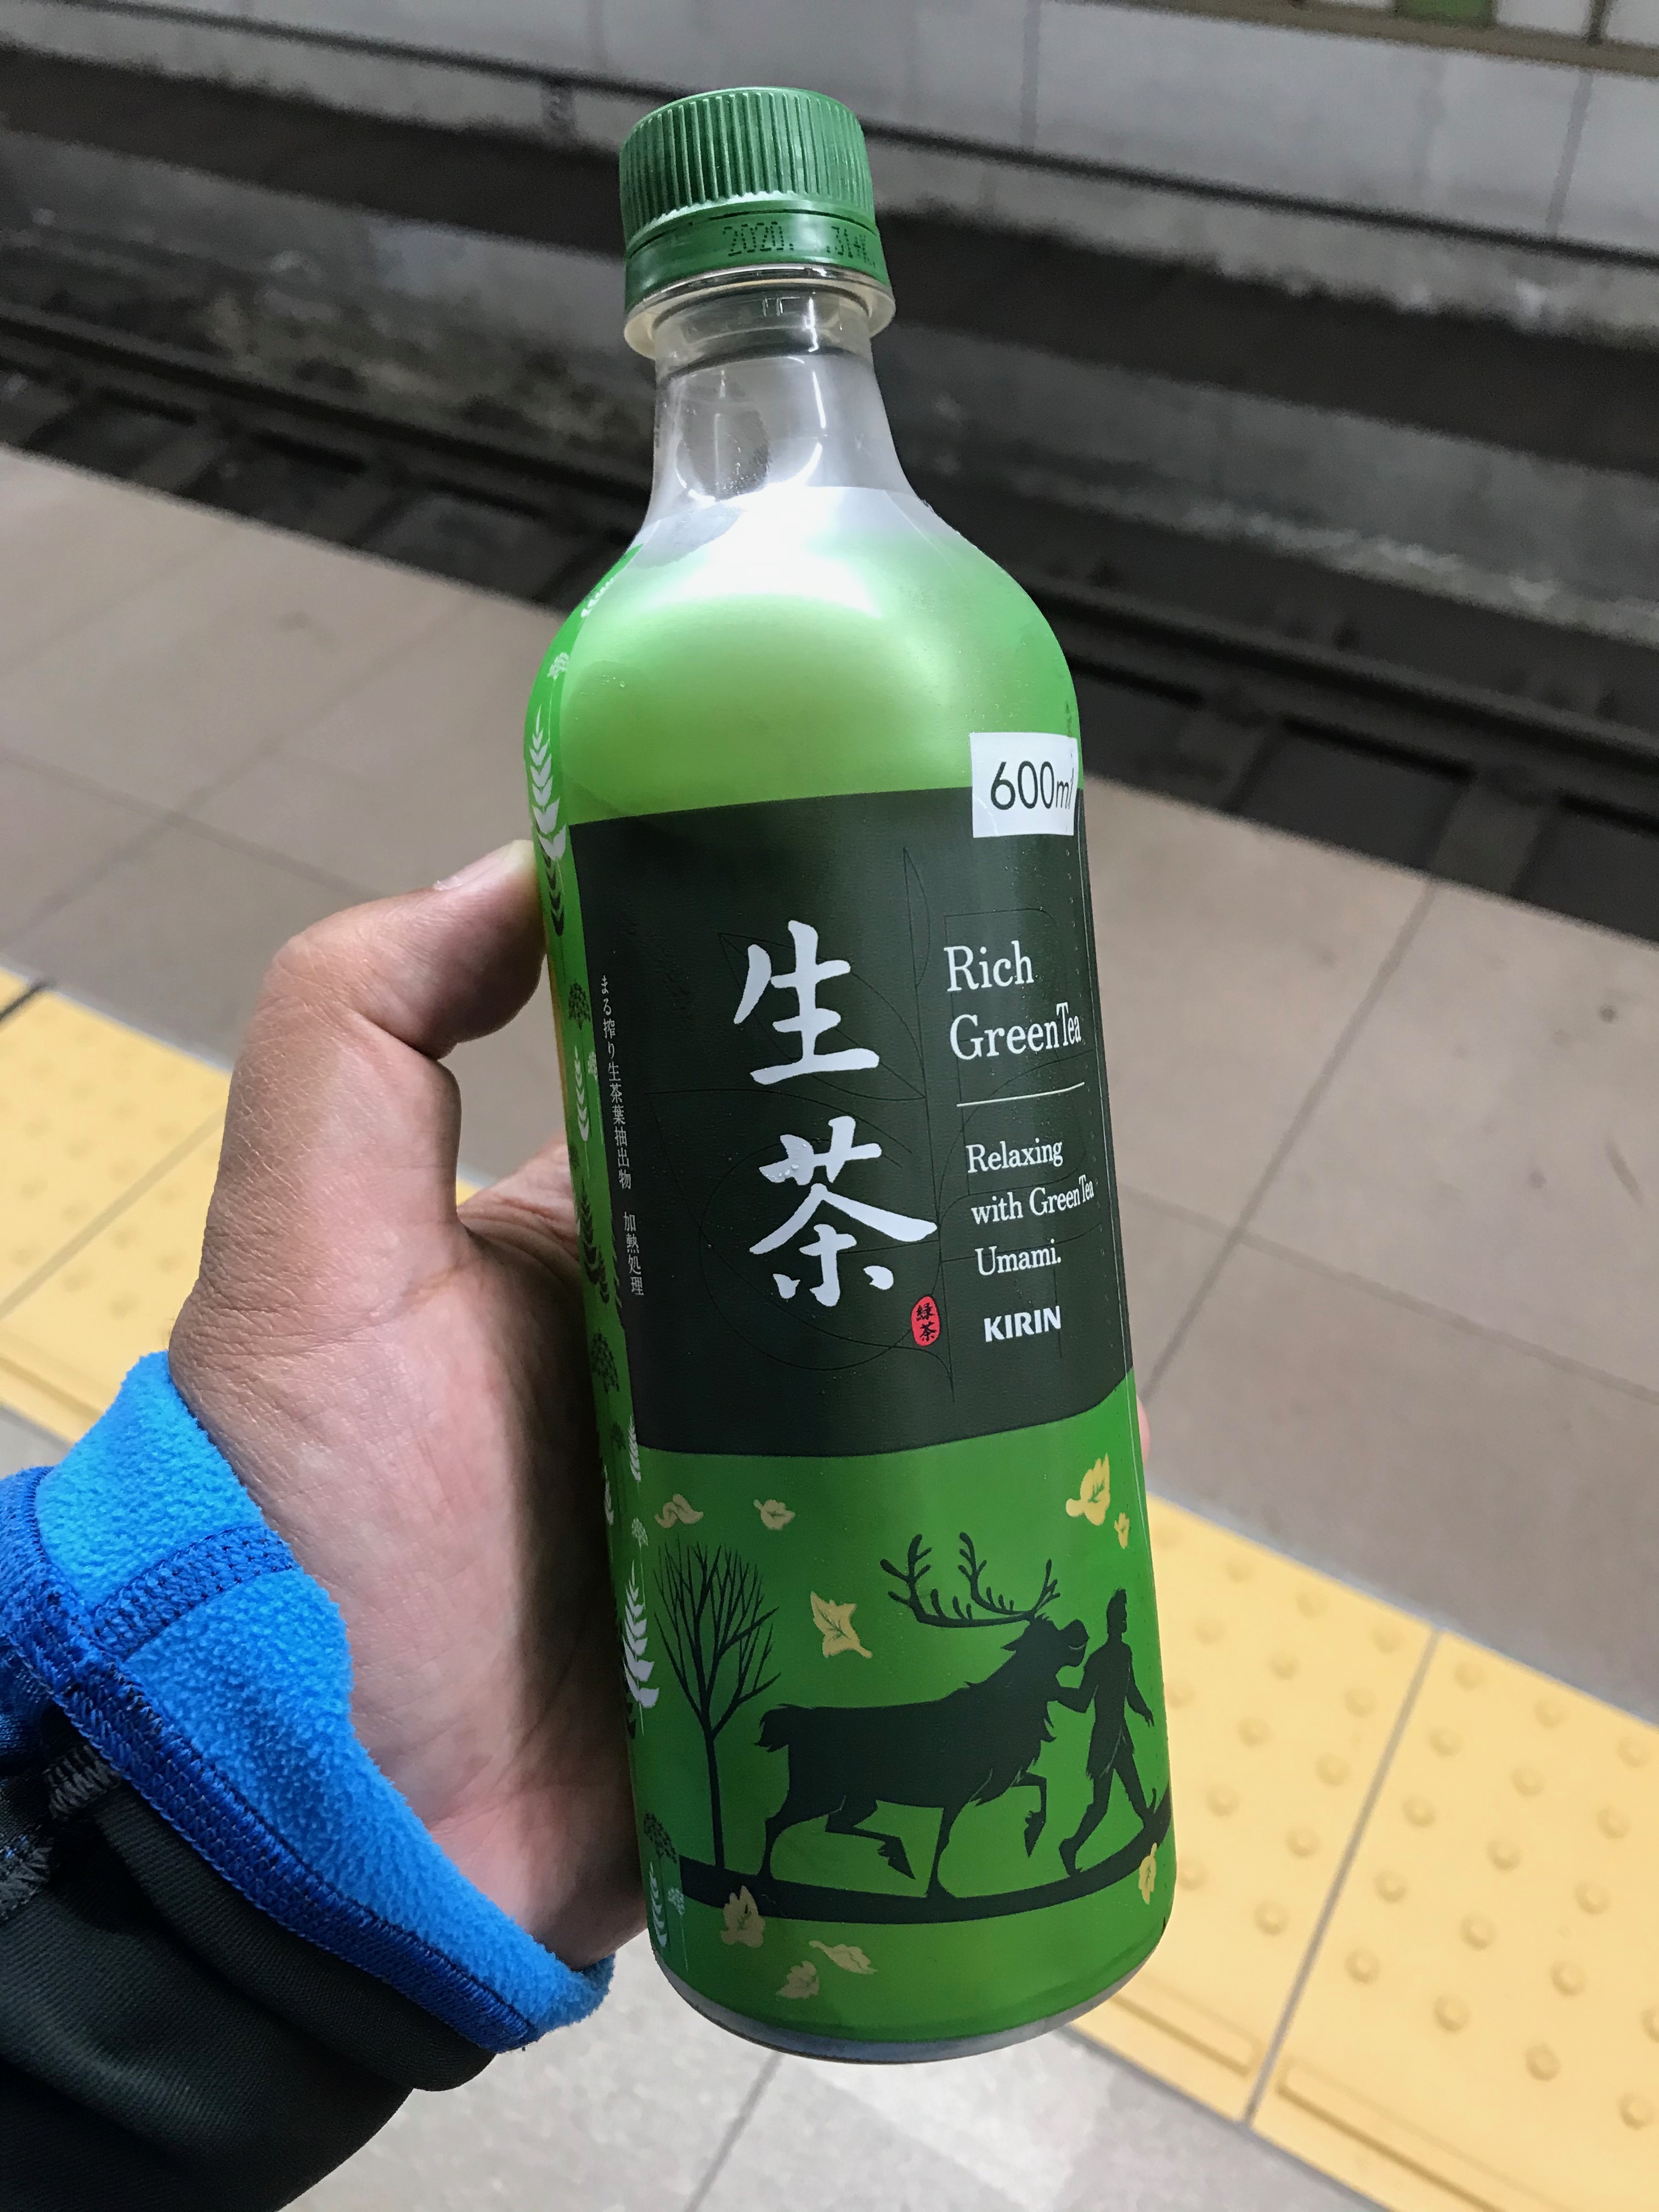 2020.
600ml
生茶
緑茶
Rich
GreenTea
Relaxing
with GreenTea
Umami.
KIRIN
まる搾り生茶葉抽出物 加熱処理